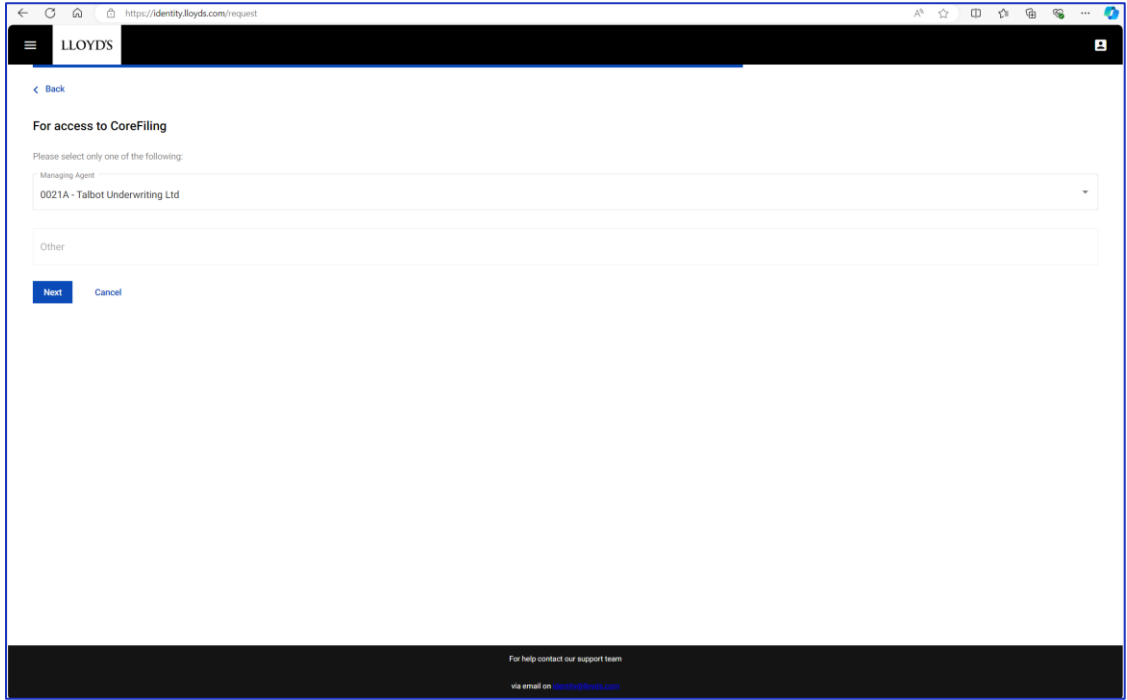 https://identity.lloyds.com/request
LLOYD'S
Back
For access to CoreFiling
Please select only one of the following:
Managing Agent
0021A - Talbot Underwriting Ltd
Other
Next Cancel
For help contact our support team
via email on